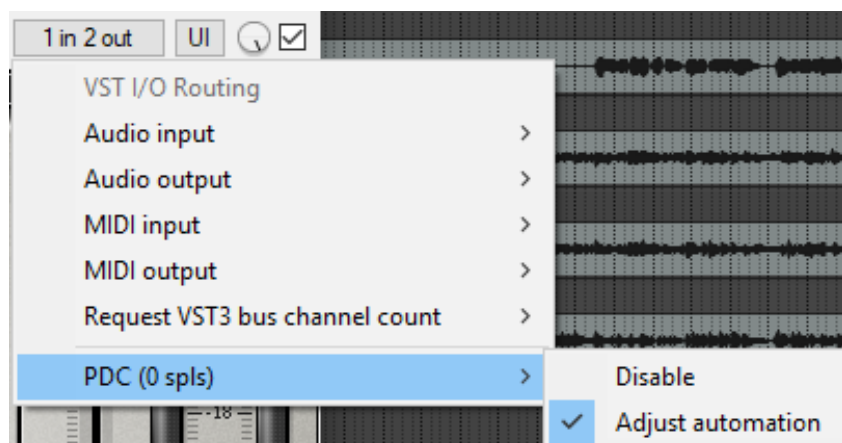 1 in 2 out UI
VST I/O Routing
Audio input
Audio output
MIDI input
MIDI output
Request VST3 bus channel count
PDC (0 spls)
Disable
Adjust automation
-18-